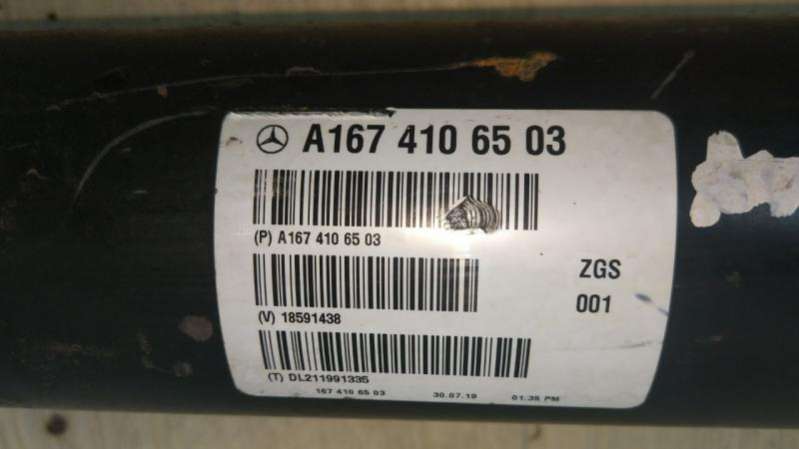 A167 410 65 03
(P) A167 410 65 03
ZGS
001
(V) 18591438
(T) DL211991335
167 410 65 03 30.07.19 01:35 PM